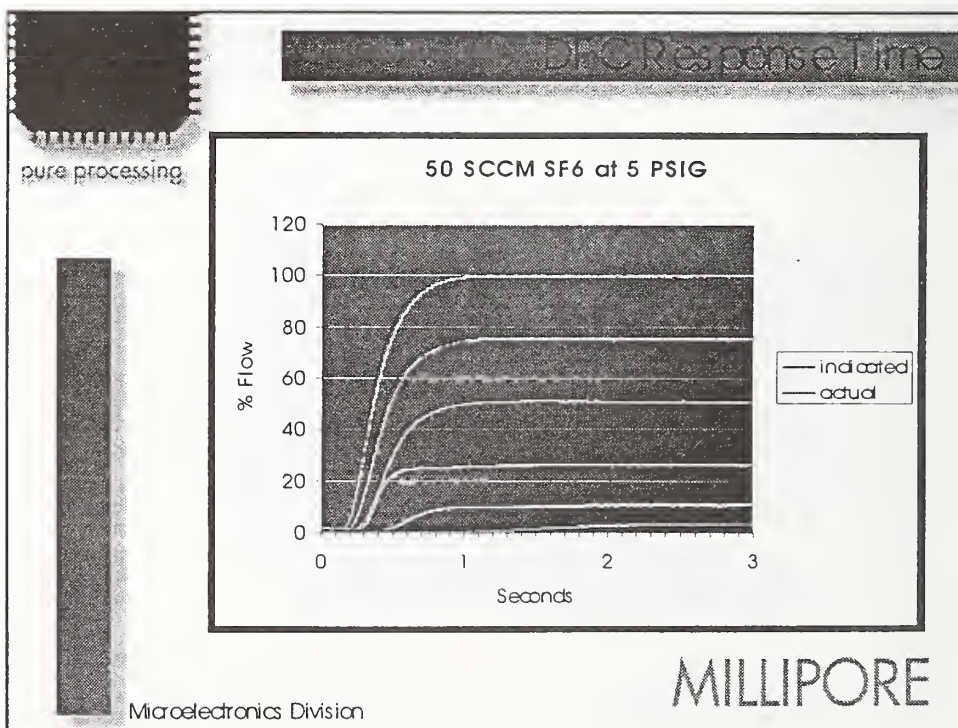 DFC Response Time
pure processing
50 SCCM SF6 at 5 PSIG
120
100
80
60
40
20
0
% Flow
0 1 2 3
Seconds
indicated
actual
MILLIPORE
Microelectronics Division